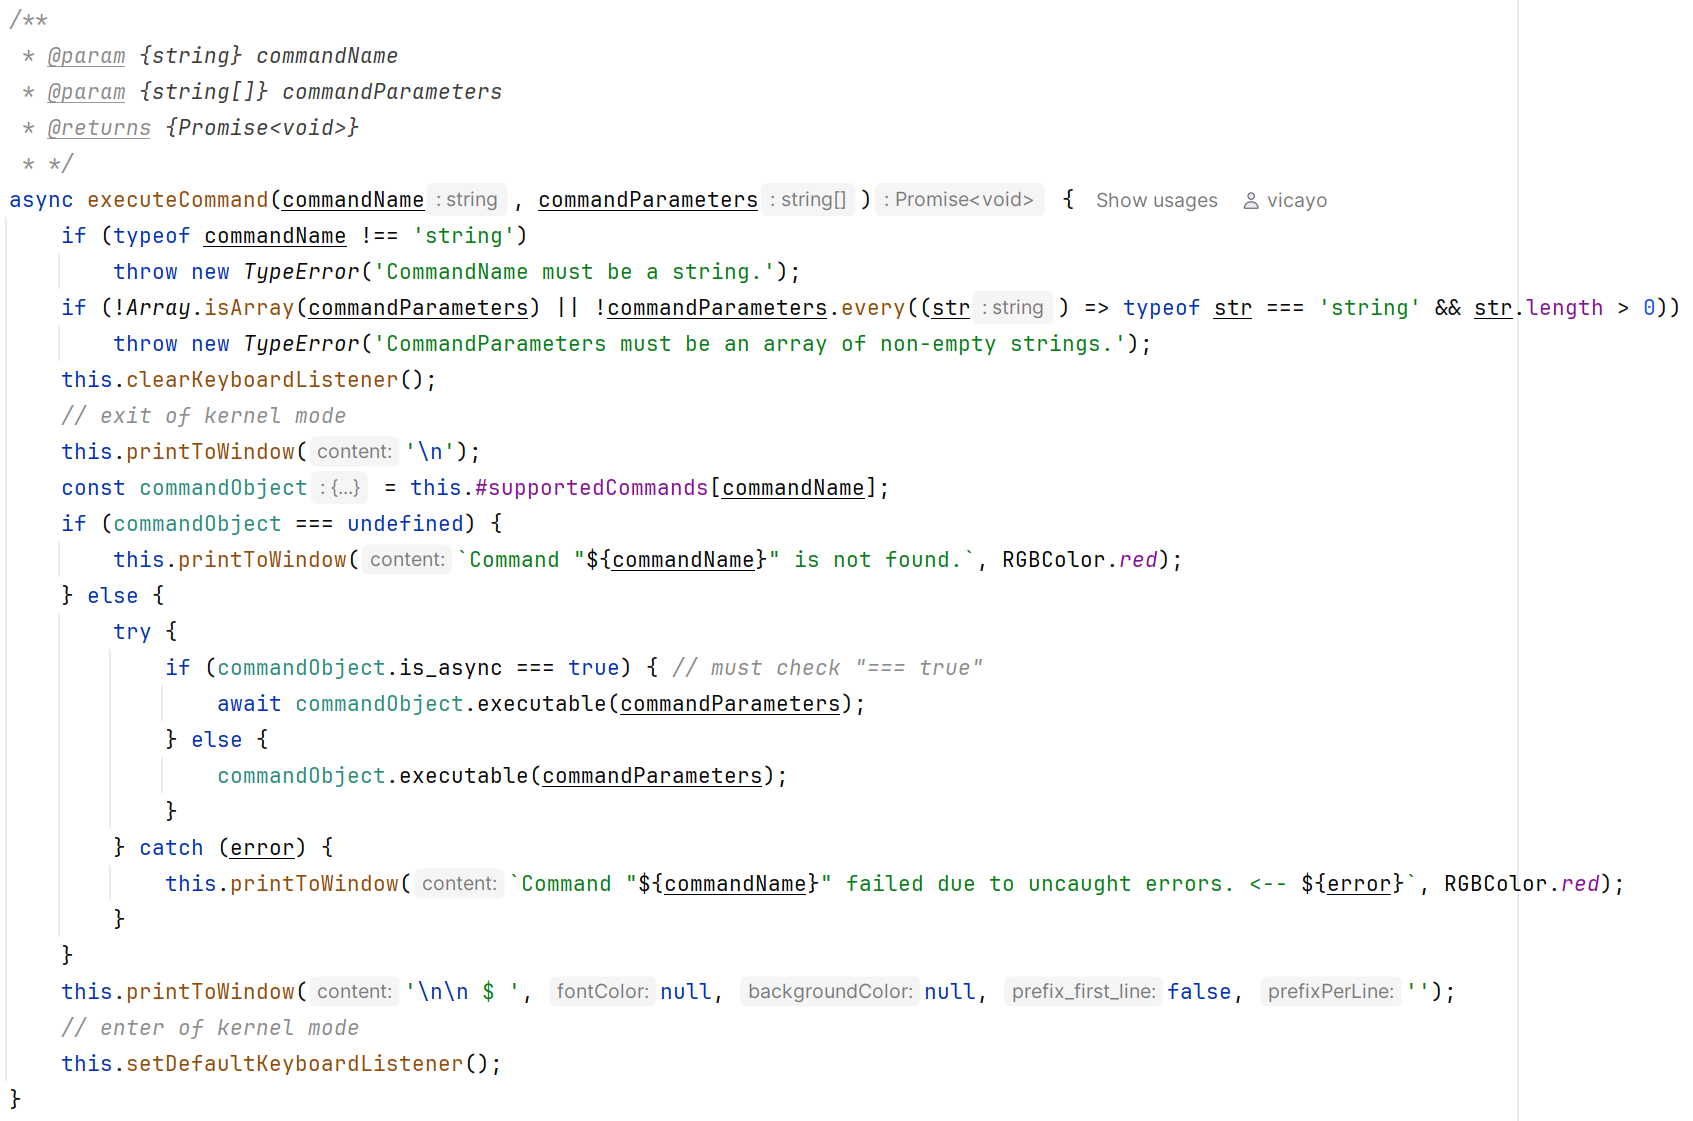 /**
 * @param {string} commandName
 * @param {string[]} commandParameters
 * @returns {Promise<void>}
 * */
async executeCommand(commandName : string , commandParameters : string[] ) : Promise<void> { Show usages vicayo
    if (typeof commandName !== 'string')
        throw new TypeError('CommandName must be a string.');
    if (!Array.isArray(commandParameters) || !commandParameters.every((str : string ) => typeof str === 'string' && str.length > 0))
        throw new TypeError('CommandParameters must be an array of non-empty strings.');
    this.clearKeyboardListener();
    // exit of kernel mode
    this.printToWindow( content: '\n');
    const commandObject : {...} = this.#supportedCommands[commandName];
    if (commandObject === undefined) {
        this.printToWindow( content: `Command "${commandName}" is not found.`, RGBColor.red);
    } else {
        try {
            if (commandObject.is_async === true) { // must check "=== true"
                await commandObject.executable(commandParameters);
            } else {
                commandObject.executable(commandParameters);
            }
        } catch (error) {
            this.printToWindow( content: `Command "${commandName}" failed due to uncaught errors. <-- ${error}`, RGBColor.red);
        }
    }
    this.printToWindow( content: '\n\n $ ', fontColor: null, backgroundColor: null, prefix_first_line: false, prefixPerLine: '');
    // enter of kernel mode
    this.setDefaultKeyboardListener();
}